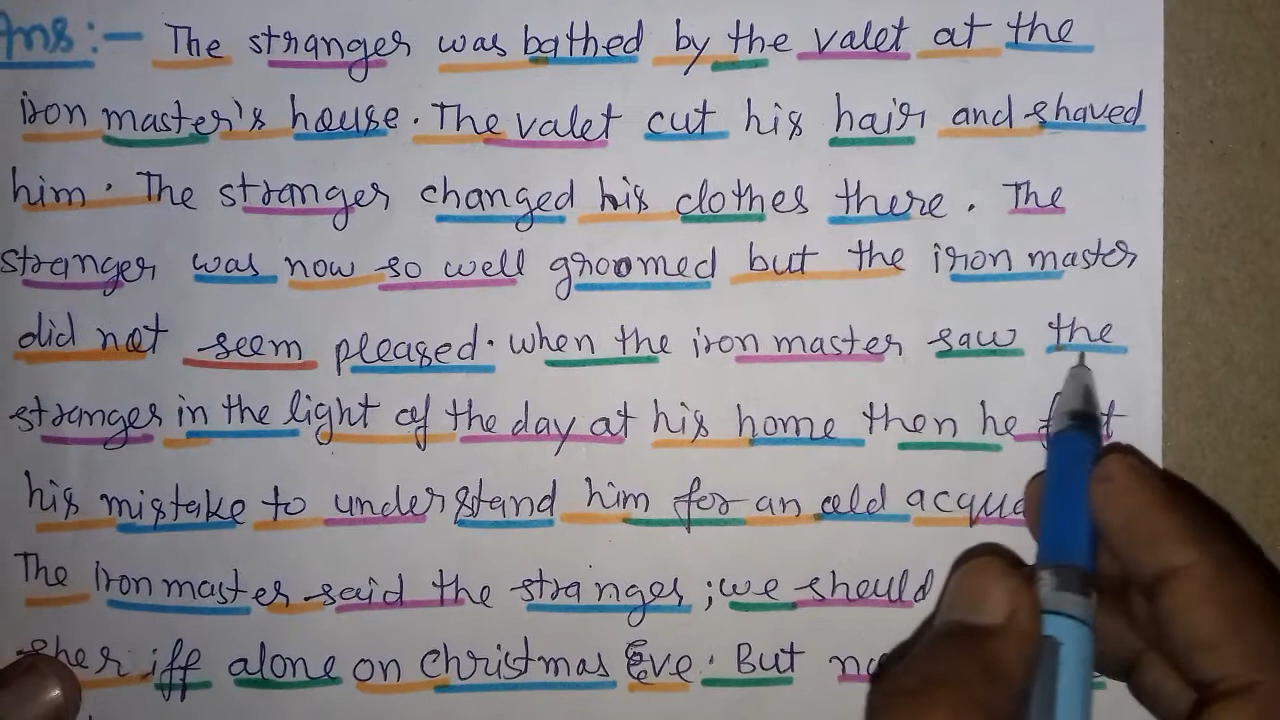 Ans :- The stranger was bathed by the valet at the
iron master's house. The valet cut his hair and shaved
him. The stranger changed his clothes there. The
stranger was now so well groomed but the iron master
did not seem pleased. when the iron master saw the
stranger in the light of the day at his home then he
his mistake to understand him for an old
The iron master said the stranger ; we should
iff alone on Christmas Eve. But